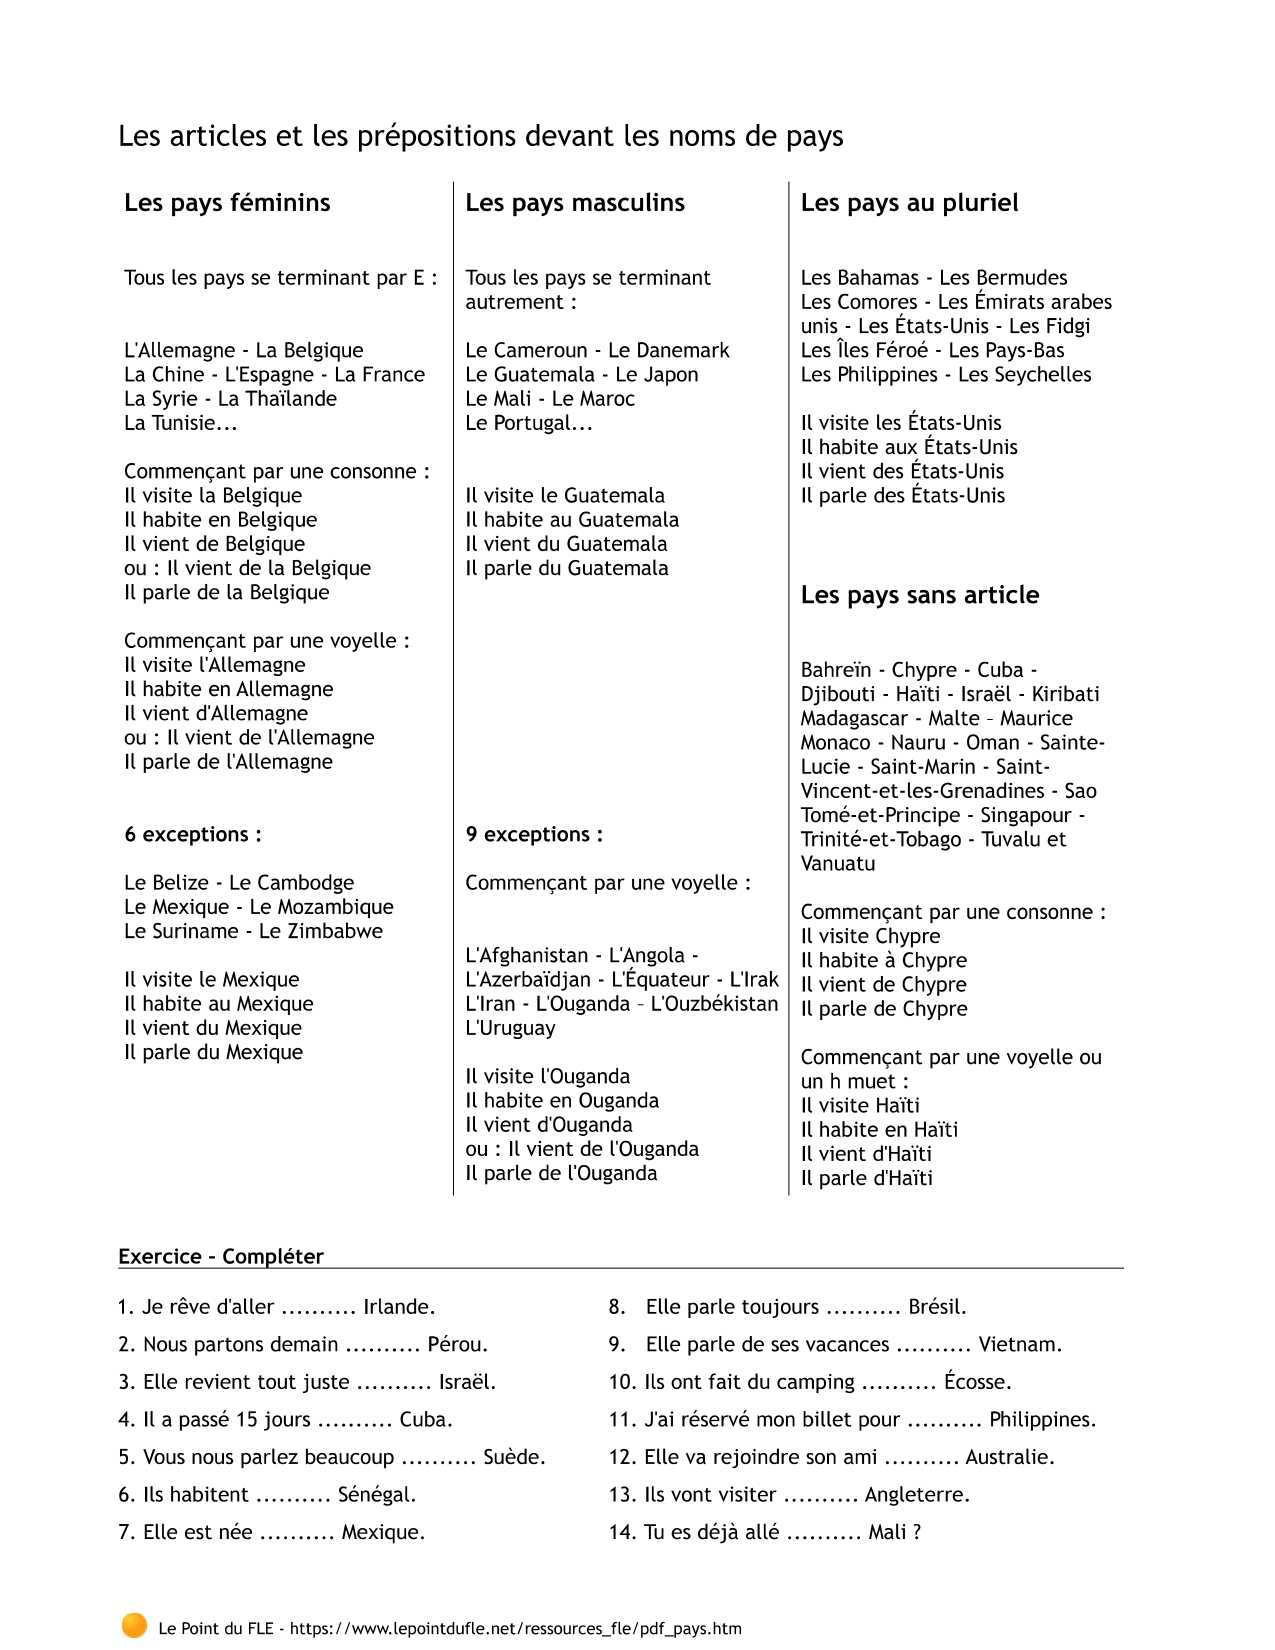 Les articles et les prépositions devant les noms de pays
Les pays féminins
Tous les pays se terminant par E :
L'Allemagne - La Belgique
La Chine - L'Espagne - La France
La Syrie - La Thaïlande
La Tunisie...
Commençant par une consonne :
Il visite la Belgique
Il habite en Belgique
Il vient de Belgique
ou : Il vient de la Belgique
Il parle de la Belgique
Commençant par une voyelle :
Il visite l'Allemagne
Il habite en Allemagne
Il vient d'Allemagne
ou : Il vient de l'Allemagne
Il parle de l'Allemagne
6 exceptions :
Le Belize - Le Cambodge
Le Mexique - Le Mozambique
Le Suriname - Le Zimbabwe
Il visite le Mexique
Il habite au Mexique
Il vient du Mexique
Il parle du Mexique
Les pays masculins
Tous les pays se terminant
autrement :
Le Cameroun - Le Danemark
Le Guatemala - Le Japon
Le Mali - Le Maroc
Le Portugal...
Il visite le Guatemala
Il habite au Guatemala
Il vient du Guatemala
Il parle du Guatemala
9 exceptions :
Commençant par une voyelle :
L'Afghanistan - L'Angola -
L'Azerbaïdjan - L'Équateur - L'Irak
L'Iran - L'Ouganda – L'Ouzbékistan
L'Uruguay
Il visite l'Ouganda
Il habite en Ouganda
Il vient d'Ouganda
ou : Il vient de l'Ouganda
Il parle de l'Ouganda
Les pays au pluriel
Les Bahamas - Les Bermudes
Les Comores - Les Émirats arabes
unis - Les États-Unis - Les Fidgi
Les Îles Féroé - Les Pays-Bas
Les Philippines - Les Seychelles
Il visite les États-Unis
Il habite aux États-Unis
Il vient des États-Unis
Il parle des États-Unis
Les pays sans article
Bahreïn - Chypre - Cuba -
Djibouti - Haïti - Israël - Kiribati
Madagascar - Malte – Maurice
Monaco - Nauru - Oman - Sainte-
Lucie - Saint-Marin - Saint-
Vincent-et-les-Grenadines - Sao
Tomé-et-Principe - Singapour -
Trinité-et-Tobago - Tuvalu et
Vanuatu
Commençant par une consonne :
Il visite Chypre
Il habite à Chypre
Il vient de Chypre
Il parle de Chypre
Commençant par une voyelle ou
un h muet :
Il visite Haïti
Il habite en Haïti
Il vient d'Haïti
Il parle d'Haïti
Exercice – Compléter
1. Je rêve d'aller .......... Irlande.
2. Nous partons demain .......... Pérou.
3. Elle revient tout juste .......... Israël.
4. Il a passé 15 jours .......... Cuba.
5. Vous nous parlez beaucoup .......... Suède.
6. Ils habitent .......... Sénégal.
7. Elle est née .......... Mexique.
8. Elle parle toujours .......... Brésil.
9. Elle parle de ses vacances .......... Vietnam.
10. Ils ont fait du camping .......... Écosse.
11. J'ai réservé mon billet pour .......... Philippines.
12. Elle va rejoindre son ami .......... Australie.
13. Ils vont visiter .......... Angleterre.
14. Tu es déjà allé .......... Mali ?
Le Point du FLE - https://www.lepointdufle.net/ressources_fle/pdf_pays.htm